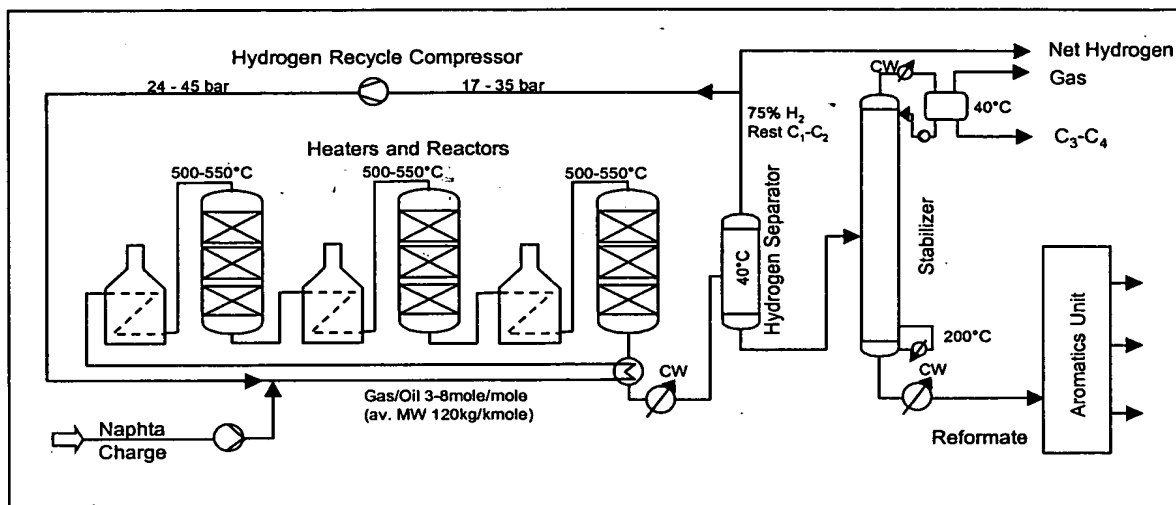 Hydrogen Recycle Compressor
24 - 45 bar
17 - 35 bar
Net Hydrogen
CW
Gas
40°C
75% H₂
Rest C₁-C₂
C₃-C₄
Heaters and Reactors
500-550°C
500-550°C
500-550°C
Hydrogen Separator
40°C
Stabilizer
200°C
Aromatics Unit
CW
CW
Gas/Oil 3-8mole/mole
(av. MW 120kg/kmole)
Naphta
Charge
Reformate